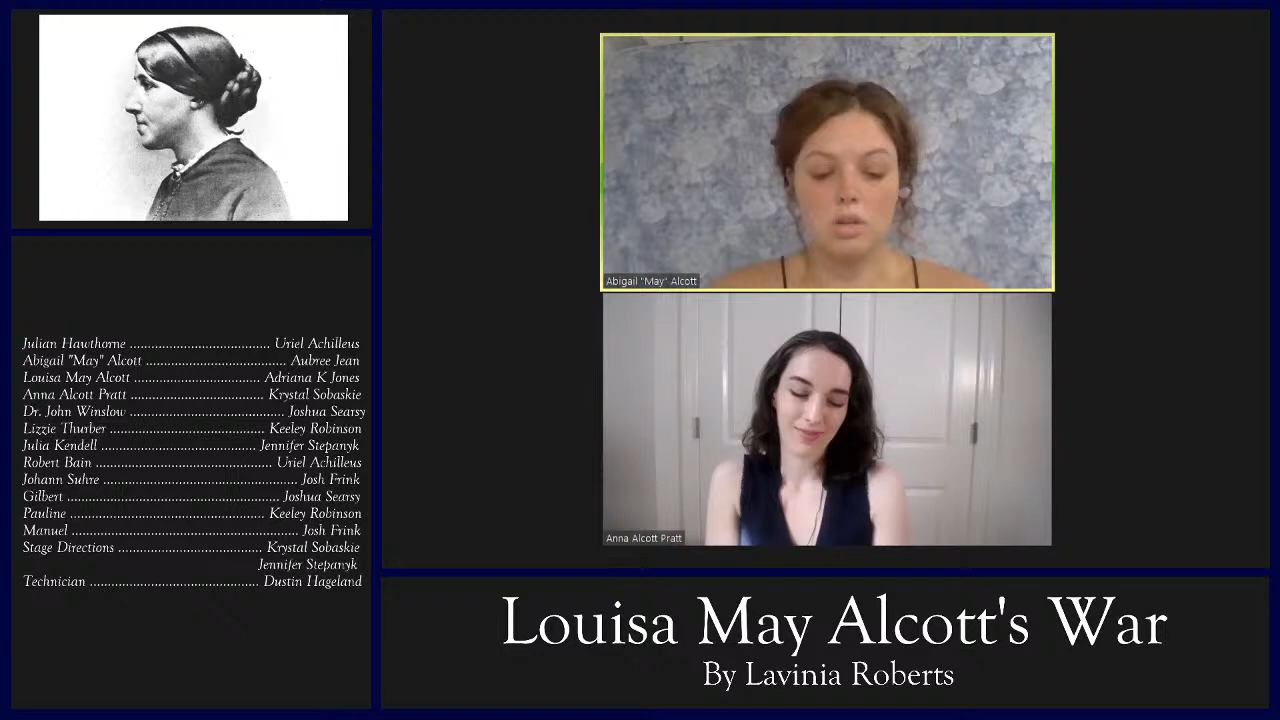 Julian Hawthorne ........................................ Uriel Achilleus
Abigail "May" Alcott ........................................ Aubree Jean
Louisa May Alcott .................................... Adriana K Jones
Anna Alcott Pratt .................................. Krystal Sobaskie
Dr. John Winslow ............................................ Joshua Searsy
Lizzie Thurber .............................................. Keeley Robinson
Julia Kendell ............................................. Jennifer Stepanyk
Robert Bain .................................................. Uriel Achilleus
Johann Suhre ........................................................ Josh Frink
Gilbert ............................................................ Joshua Searsy
Pauline ......................................................... Keeley Robinson
Manuel ................................................................. Josh Frink
Stage Directions ........................................ Krystal Sobaskie
Jennifer Stepanyk
Technician ................................................ Dustin Hageland
Abigail "May" Alcott
Anna Alcott Pratt
Louisa May Alcott's War
By Lavinia Roberts